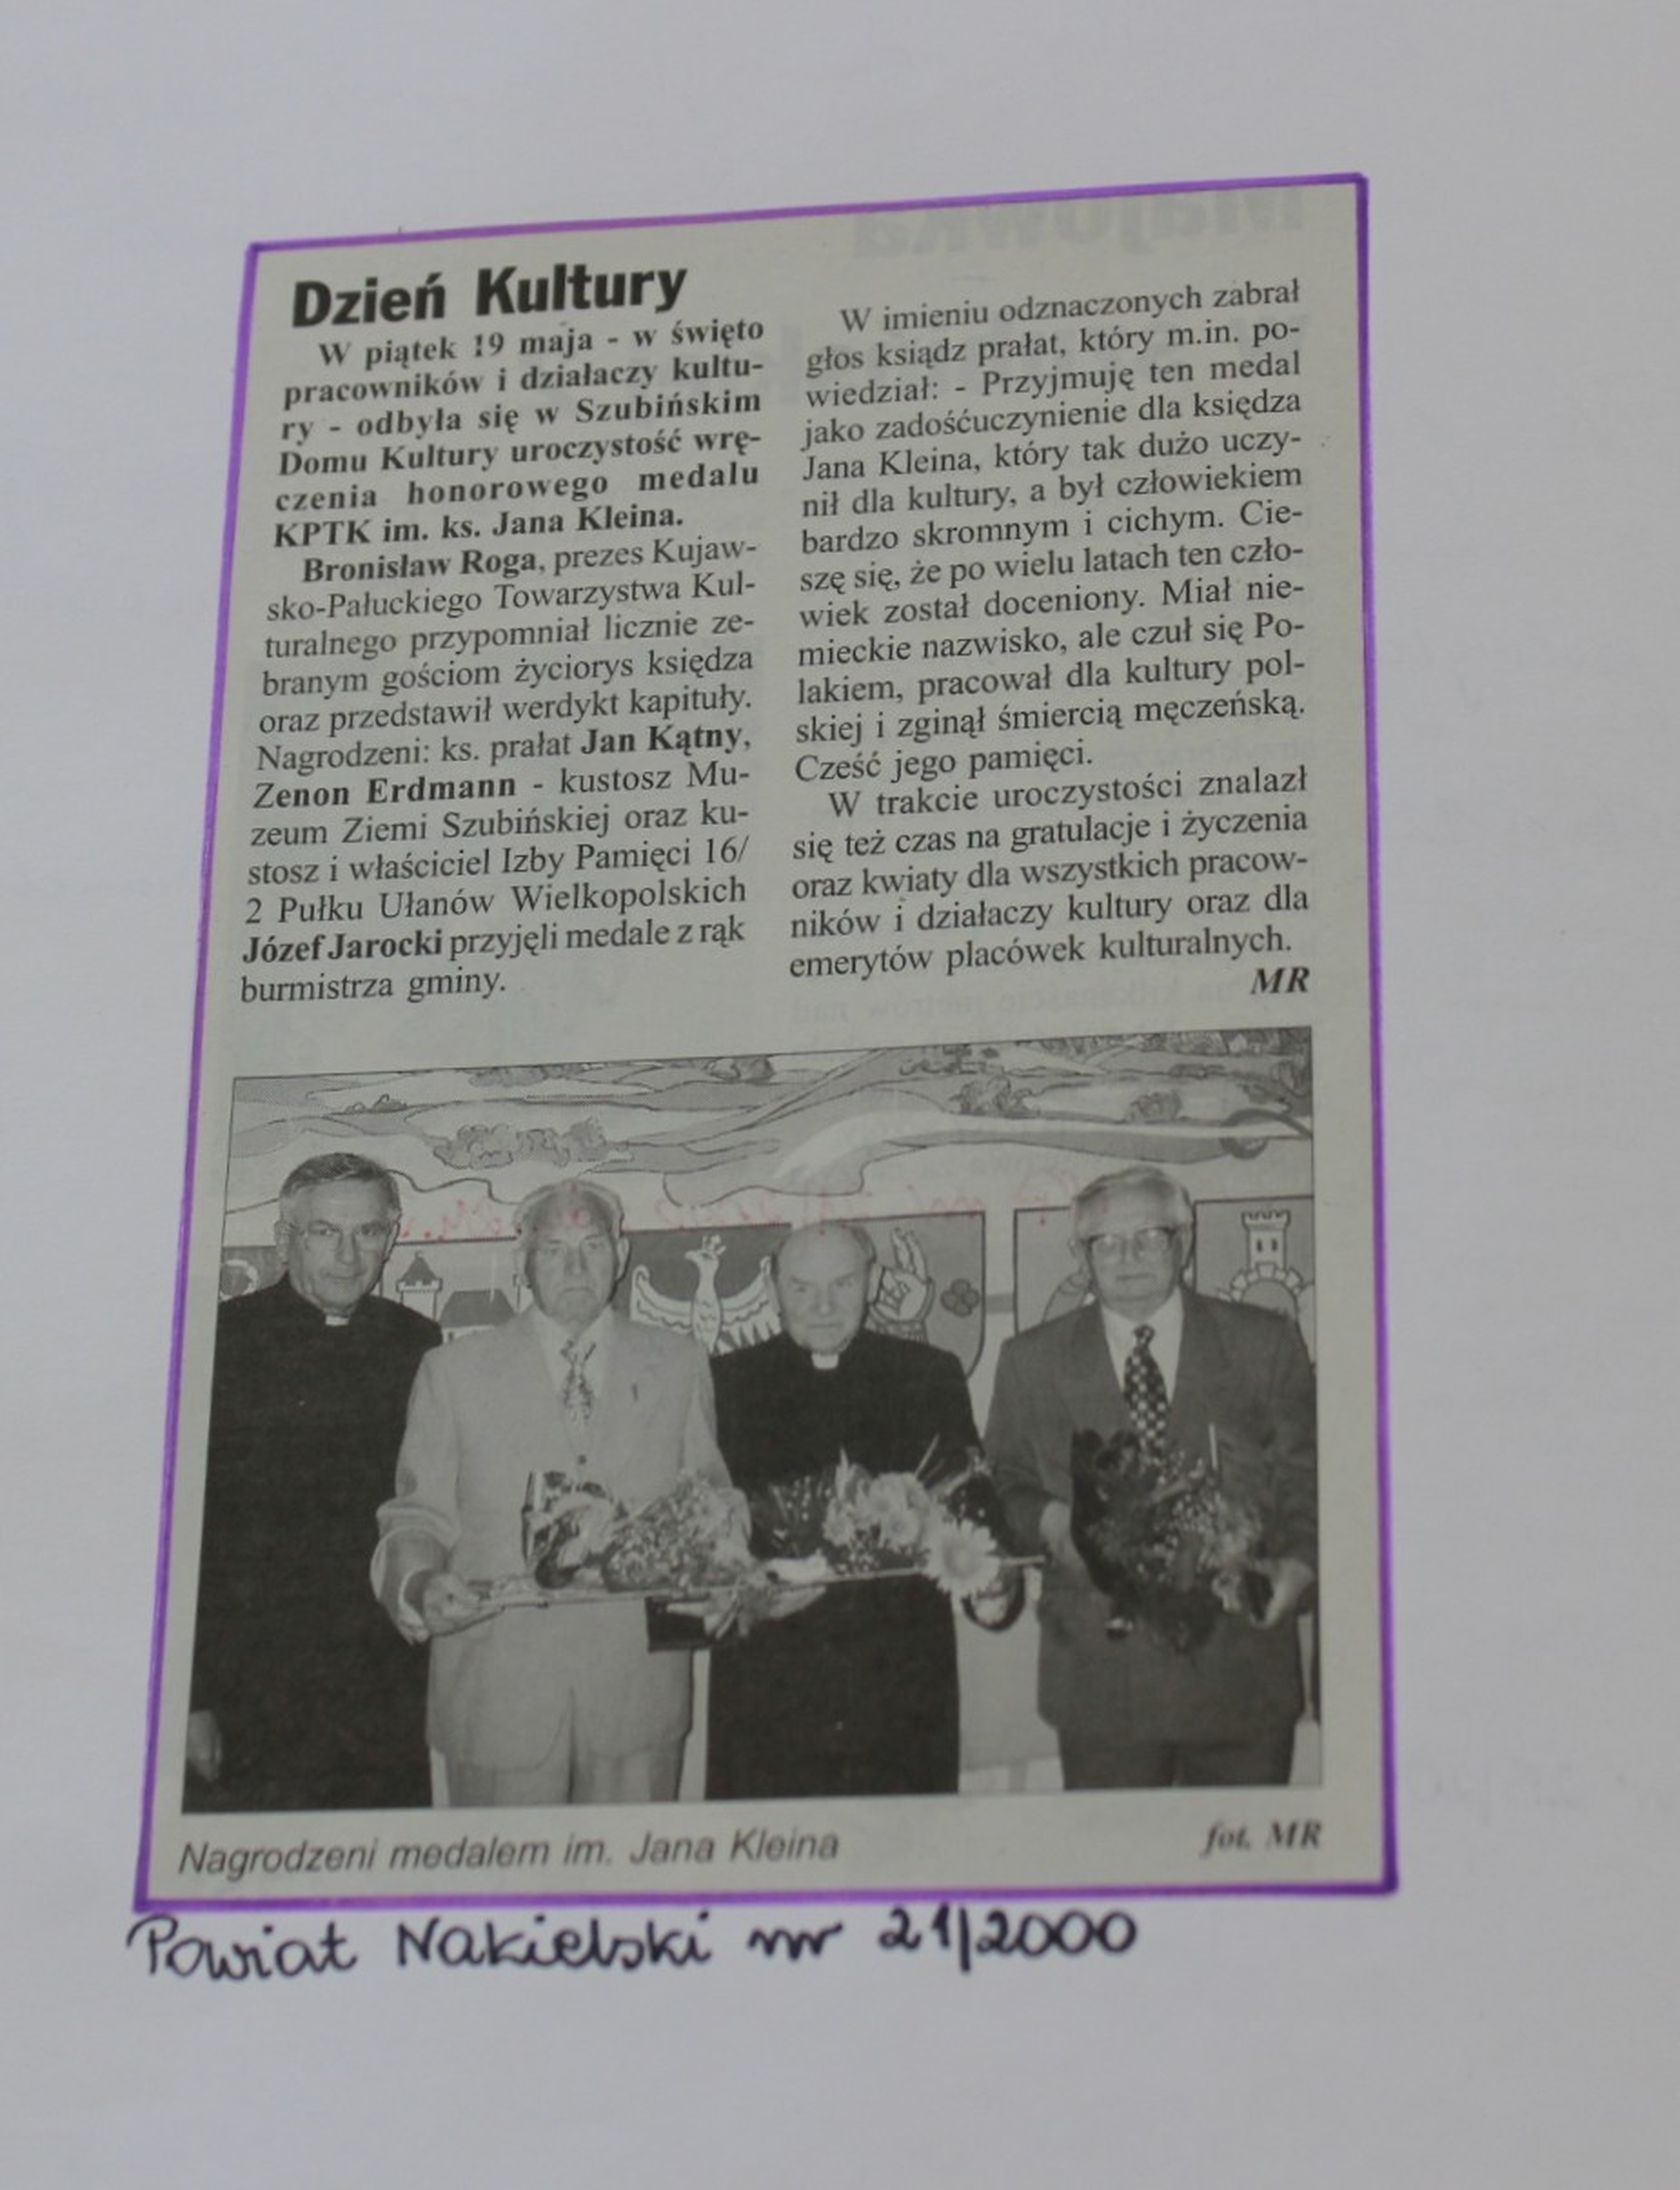 Dzień Kultury
W piątek 19 maja - w święto
pracowników i działaczy kultu-
ry - odbyła się w Szubińskim
Domu Kultury uroczystość wrę-
czenia honorowego medalu
KPTK im. ks. Jana Kleina.
Bronisław Roga, prezes Kujaw-
sko-Pałuckiego Towarzystwa Kul-
turalnego przypomniał licznie ze-
branym gościom życiorys księdza
oraz przedstawił werdykt kapituły.
Nagrodzeni: ks. prałat Jan Kątny,
Zenon Erdmann - kustosz Mu-
zeum Ziemi Szubińskiej oraz ku-
stosz i właściciel Izby Pamięci 16/
2 Pułku Ułanów Wielkopolskich
Józef Jarocki przyjęli medale z rąk
burmistrza gminy.
W imieniu odznaczonych zabrał
głos ksiądz prałat, który m.in. po-
wiedział: - Przyjmuję ten medal
jako zadośćuczynienie dla księdza
Jana Kleina, który tak dużo uczy-
nił dla kultury, a był człowiekiem
bardzo skromnym i cichym. Cie-
szę się, że po wielu latach ten czło-
wiek został doceniony. Miał nie-
mieckie nazwisko, ale czuł się Po-
lakiem, pracował dla kultury pol-
skiej i zginął śmiercią męczeńską.
Cześć jego pamięci.
W trakcie uroczystości znalazł
się też czas na gratulacje i życzenia
oraz kwiaty dla wszystkich pracow-
ników i działaczy kultury oraz dla
emerytów placówek kulturalnych.
MR
Nagrodzeni medalem im. Jana Kleina
fot. MR
Powiat Nakielski nr 21/2000